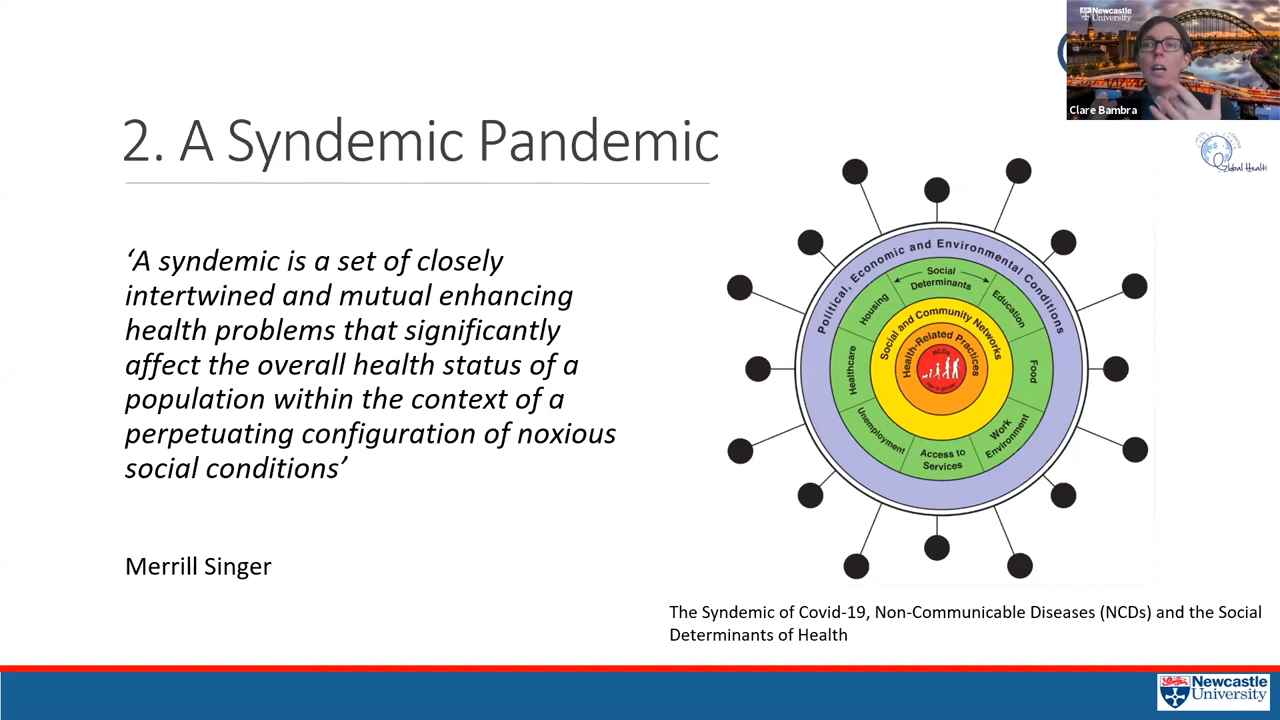 Newcastle
University
Clare Bambra
2. A Syndemic Pandemic
Global Health
‘A syndemic is a set of closely
intertwined and mutual enhancing
health problems that significantly
affect the overall health status of a
population within the context of a
perpetuating configuration of noxious
social conditions’
Merrill Singer
Political, Economic and Environmental Conditions
Social
Determinants
Housing
Education
Social and Community Networks
Health-Related Practices
NCDs
Healthcare
Food
Unemployment
Work
Environment
Access to
Services
The Syndemic of Covid-19, Non-Communicable Diseases (NCDs) and the Social
Determinants of Health
Newcastle
University